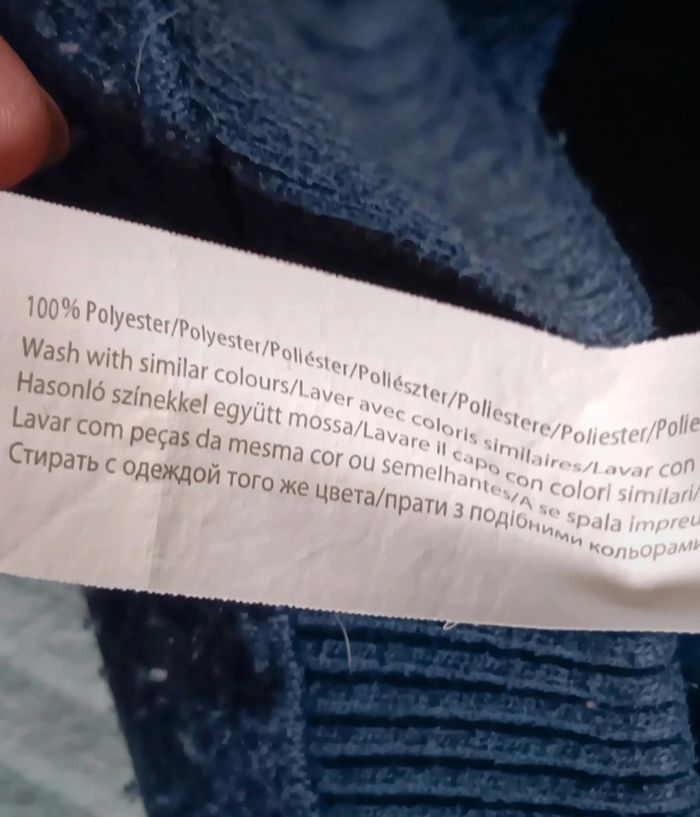 100% Polyester/Polyester/Poliéster/Poliészter/Poliestere/Poliester/Polie
Wash with similar colours/Laver avec coloris similaires/Lavar con
Hasonló színekkel együtt mossa/Lavare il capo con colori similari/
Lavar com peças da mesma cor ou semelhantes/A se spala impreu
Стирать с одеждой того же цвета/прати з подібними кольорами